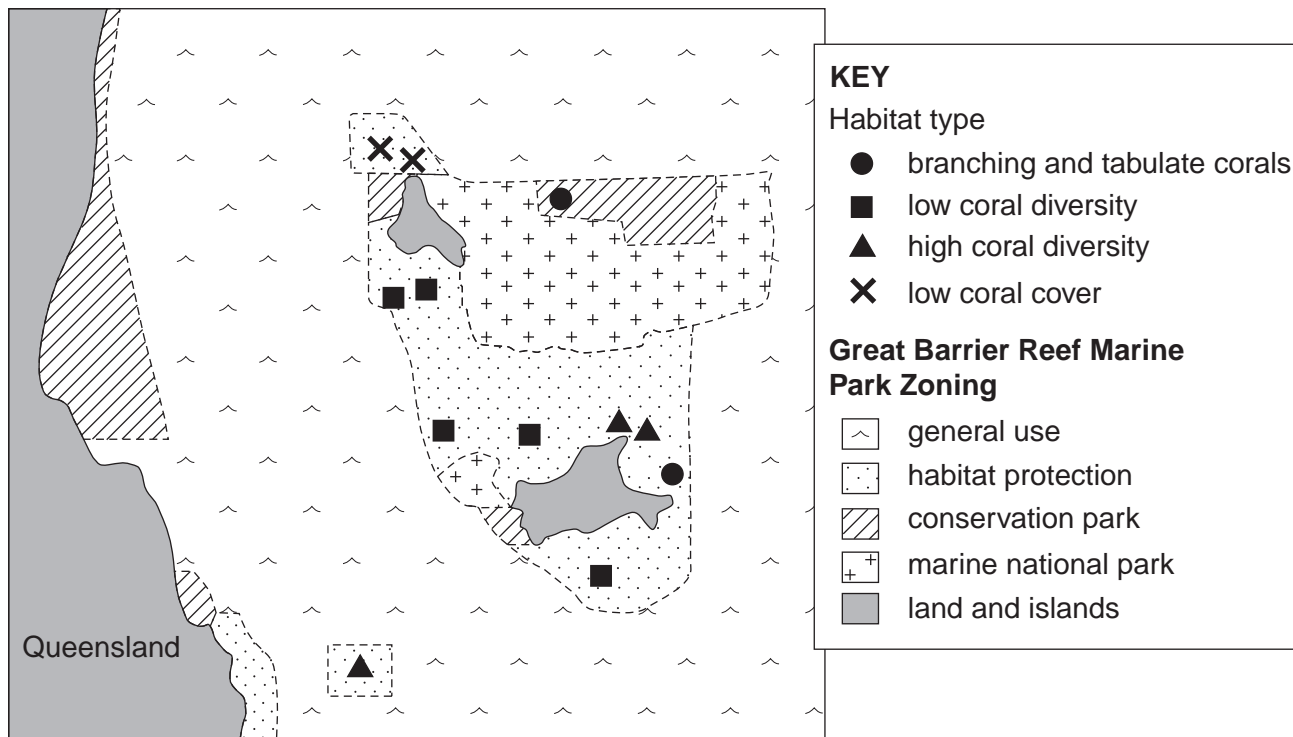 KEY
Habitat type
branching and tabulate corals
low coral diversity
high coral diversity
low coral cover
Great Barrier Reef Marine
Park Zoning
general use
habitat protection
conservation park
marine national park
land and islands
Queensland